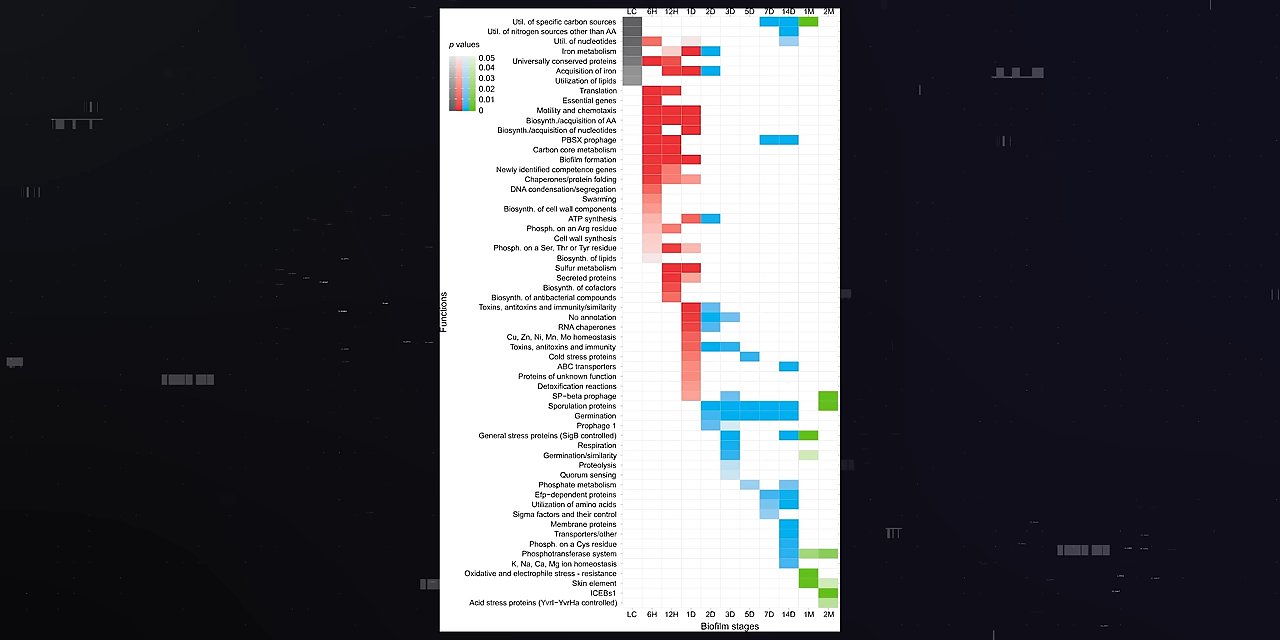 LC 6H 12H 1D 2D 3D 5D 7D 14D 1M 2M
Util. of specific carbon sources
Util. of nitrogen sources other than AA
Util. of nucleotides
Iron metabolism
Universally conserved proteins
Acquisition of iron
Utilization of lipids
p values
0.05
0.04
0.03
0.02
0.01
0
Translation
Essential genes
Motility and chemotaxis
Biosynth./acquisition of AA
Biosynth./acquisition of nucleotides
PBSX prophage
Carbon core metabolism
Biofilm formation
Newly identified competence genes
Chaperones/protein folding
DNA condensation/segregation
Swarming
Biosynth. of cell wall components
ATP synthesis
Phosph. on an Arg residue
Cell wall synthesis
Phosph. on a Ser, Thr or Tyr residue
Biosynth. of lipids
Sulfur metabolism
Secreted proteins
Biosynth. of cofactors
Biosynth. of antibacterial compounds
Toxins, antitoxins and immunity/similarity
Functions
No annotation
RNA chaperones
Cu, Zn, Ni, Mn, Mo homeostasis
Toxins, antitoxins and immunity
Cold stress proteins
ABC transporters
Proteins of unknown function
Detoxification reactions
SP−beta prophage
Sporulation proteins
Germination
Prophage 1
General stress proteins (SigB controlled)
Respiration
Germination/similarity
Proteolysis
Quorum sensing
Phosphate metabolism
Efp−dependent proteins
Utilization of amino acids
Sigma factors and their control
Membrane proteins
Transporters/other
Phosph. on a Cys residue
Phosphotransferase system
K, Na, Ca, Mg ion homeostasis
Oxidative and electrophile stress - resistance
Skin element
ICEBs1
Acid stress proteins (YvrI−YvrHa controlled)
LC 6H 12H 1D 2D 3D 5D 7D 14D 1M 2M
Biofilm stages